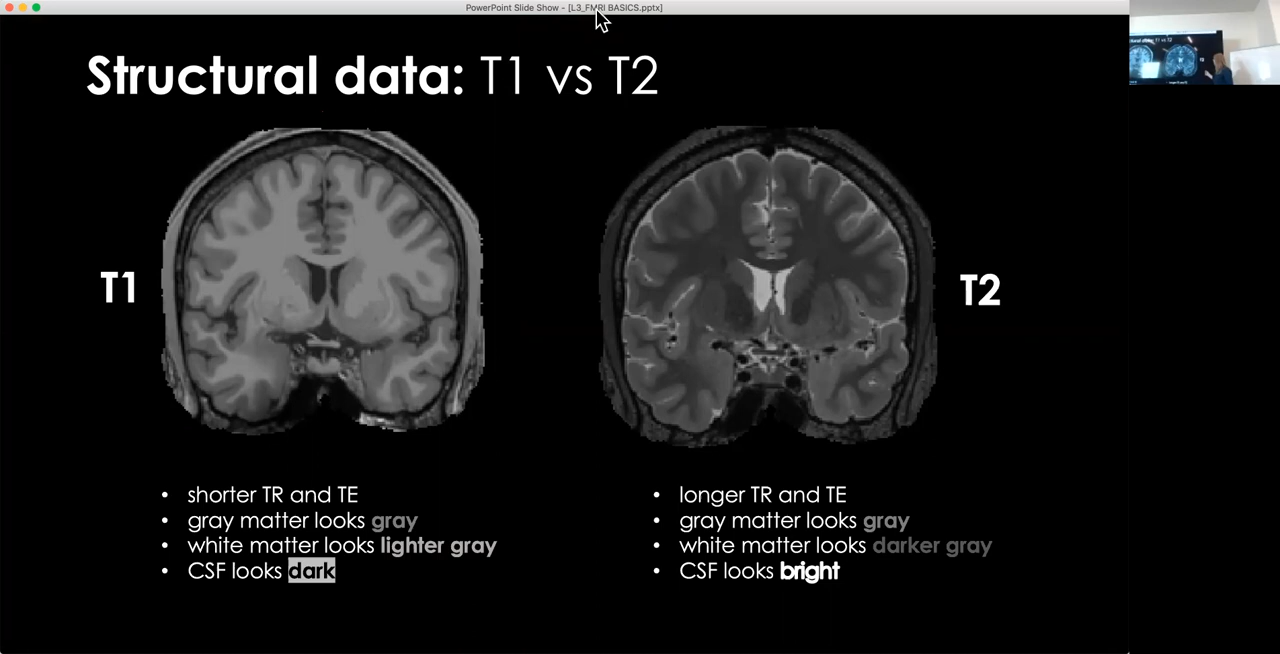 PowerPoint Slide Show - [L3_FMRI BASICS.pptx]
Structural data: T1 vs T2
T1
T2
• shorter TR and TE
• gray matter looks gray
• white matter looks lighter gray
• CSF looks dark
• longer TR and TE
• gray matter looks gray
• white matter looks darker gray
• CSF looks bright